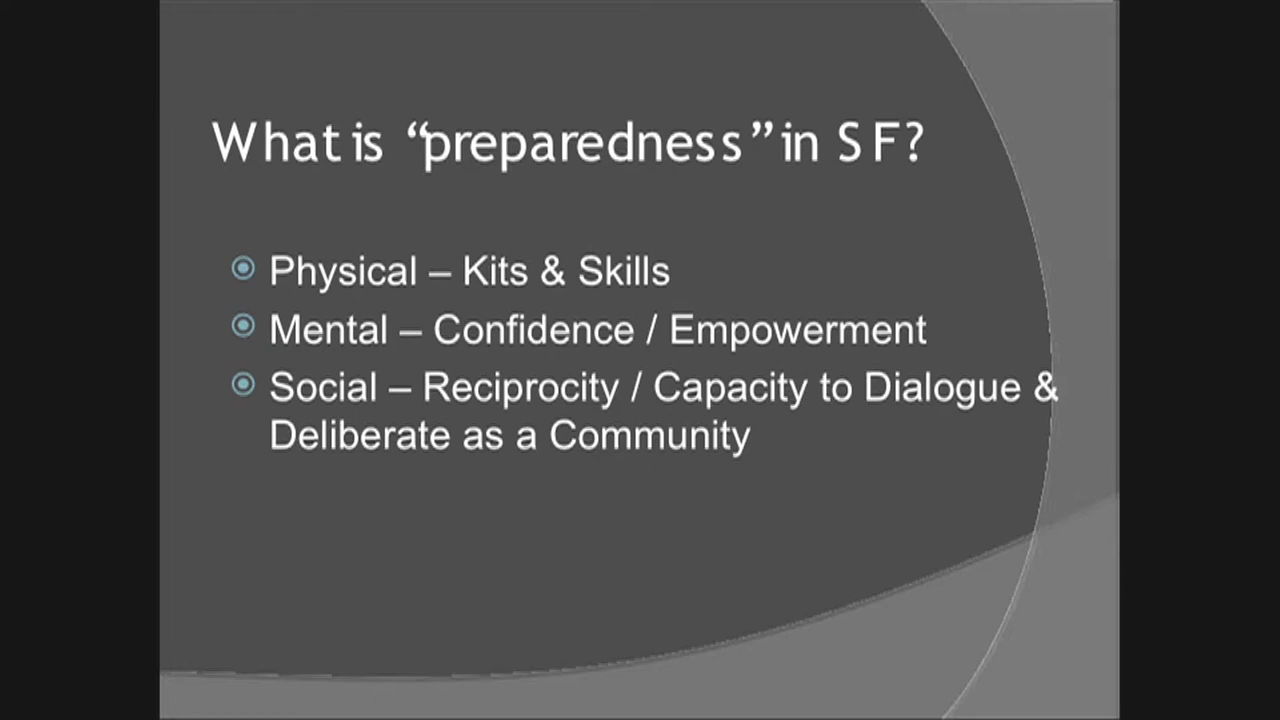 What is “preparedness” in SF?
Physical – Kits & Skills
Mental – Confidence / Empowerment
Social – Reciprocity / Capacity to Dialogue &
Deliberate as a Community